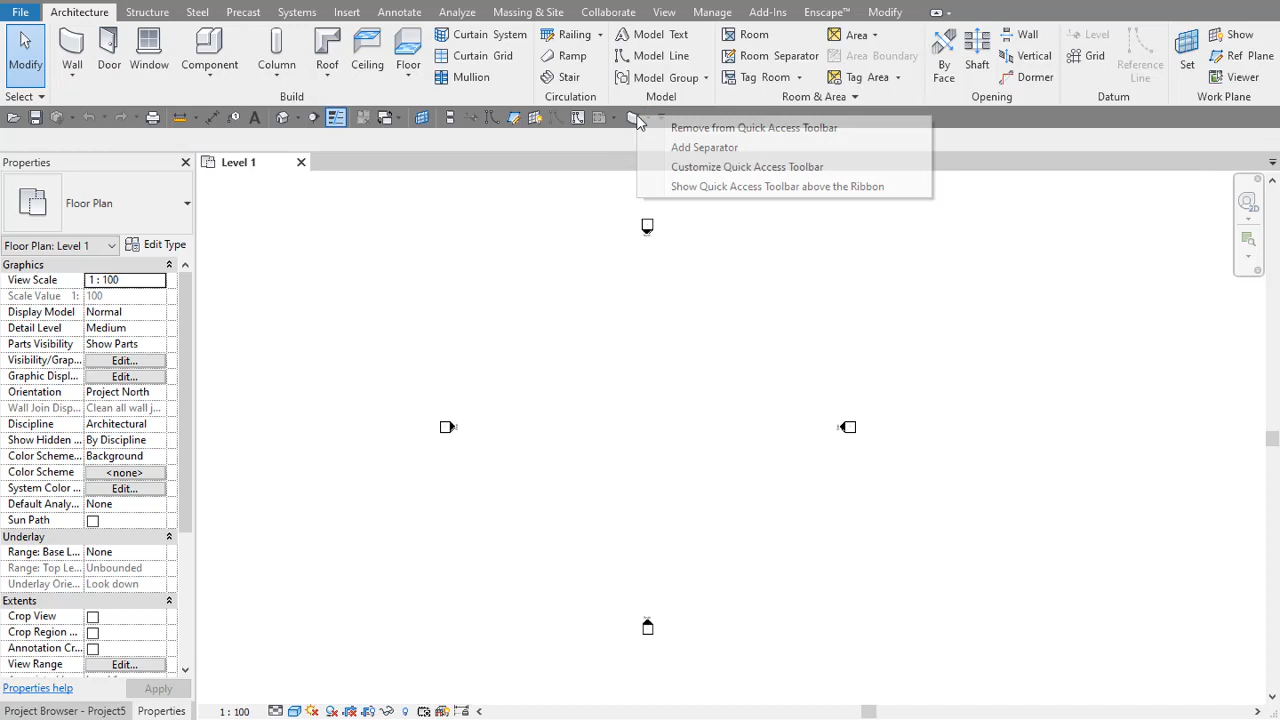 File Architecture Structure Steel Precast Systems Insert Annotate Analyze Massing & Site Collaborate View Manage Add-Ins Enscape™ Modify
Modify
Wall
Door
Window
Component
Column
Roof
Ceiling
Floor
Curtain System
Curtain Grid
Mullion
Railing
Ramp
Stair
Model Text
Model Line
Model Group
Room
Room Separator
Tag Room
Area
Area Boundary
Tag Area
By
Face
Shaft
Wall
Vertical
Dormer
Level
Grid
Reference
Line
Set
Show
Ref Plane
Viewer
Select Build Circulation Model Room & Area Opening Datum Work Plane
Remove from Quick Access Toolbar
Add Separator
Customize Quick Access Toolbar
Show Quick Access Toolbar above the Ribbon
Properties
Level 1
Floor Plan
Floor Plan: Level 1 Edit Type
Graphics
View Scale 1 : 100
Scale Value 1: 100
Display Model Normal
Detail Level Medium
Parts Visibility Show Parts
Visibility/Grap... Edit...
Graphic Displ... Edit...
Orientation Project North
Wall Join Disp... Clean all wall j...
Discipline Architectural
Show Hidden ... By Discipline
Color Scheme ... Background
Color Scheme <none>
System Color ... Edit...
Default Analy... None
Sun Path
Underlay
Range: Base L... None
Range: Top Le... Unbounded
Underlay Orie... Look down
Extents
Crop View
Crop Region ...
Annotation Cr...
View Range Edit...
Properties help Apply
Project Browser - Project5 Properties
1 : 100